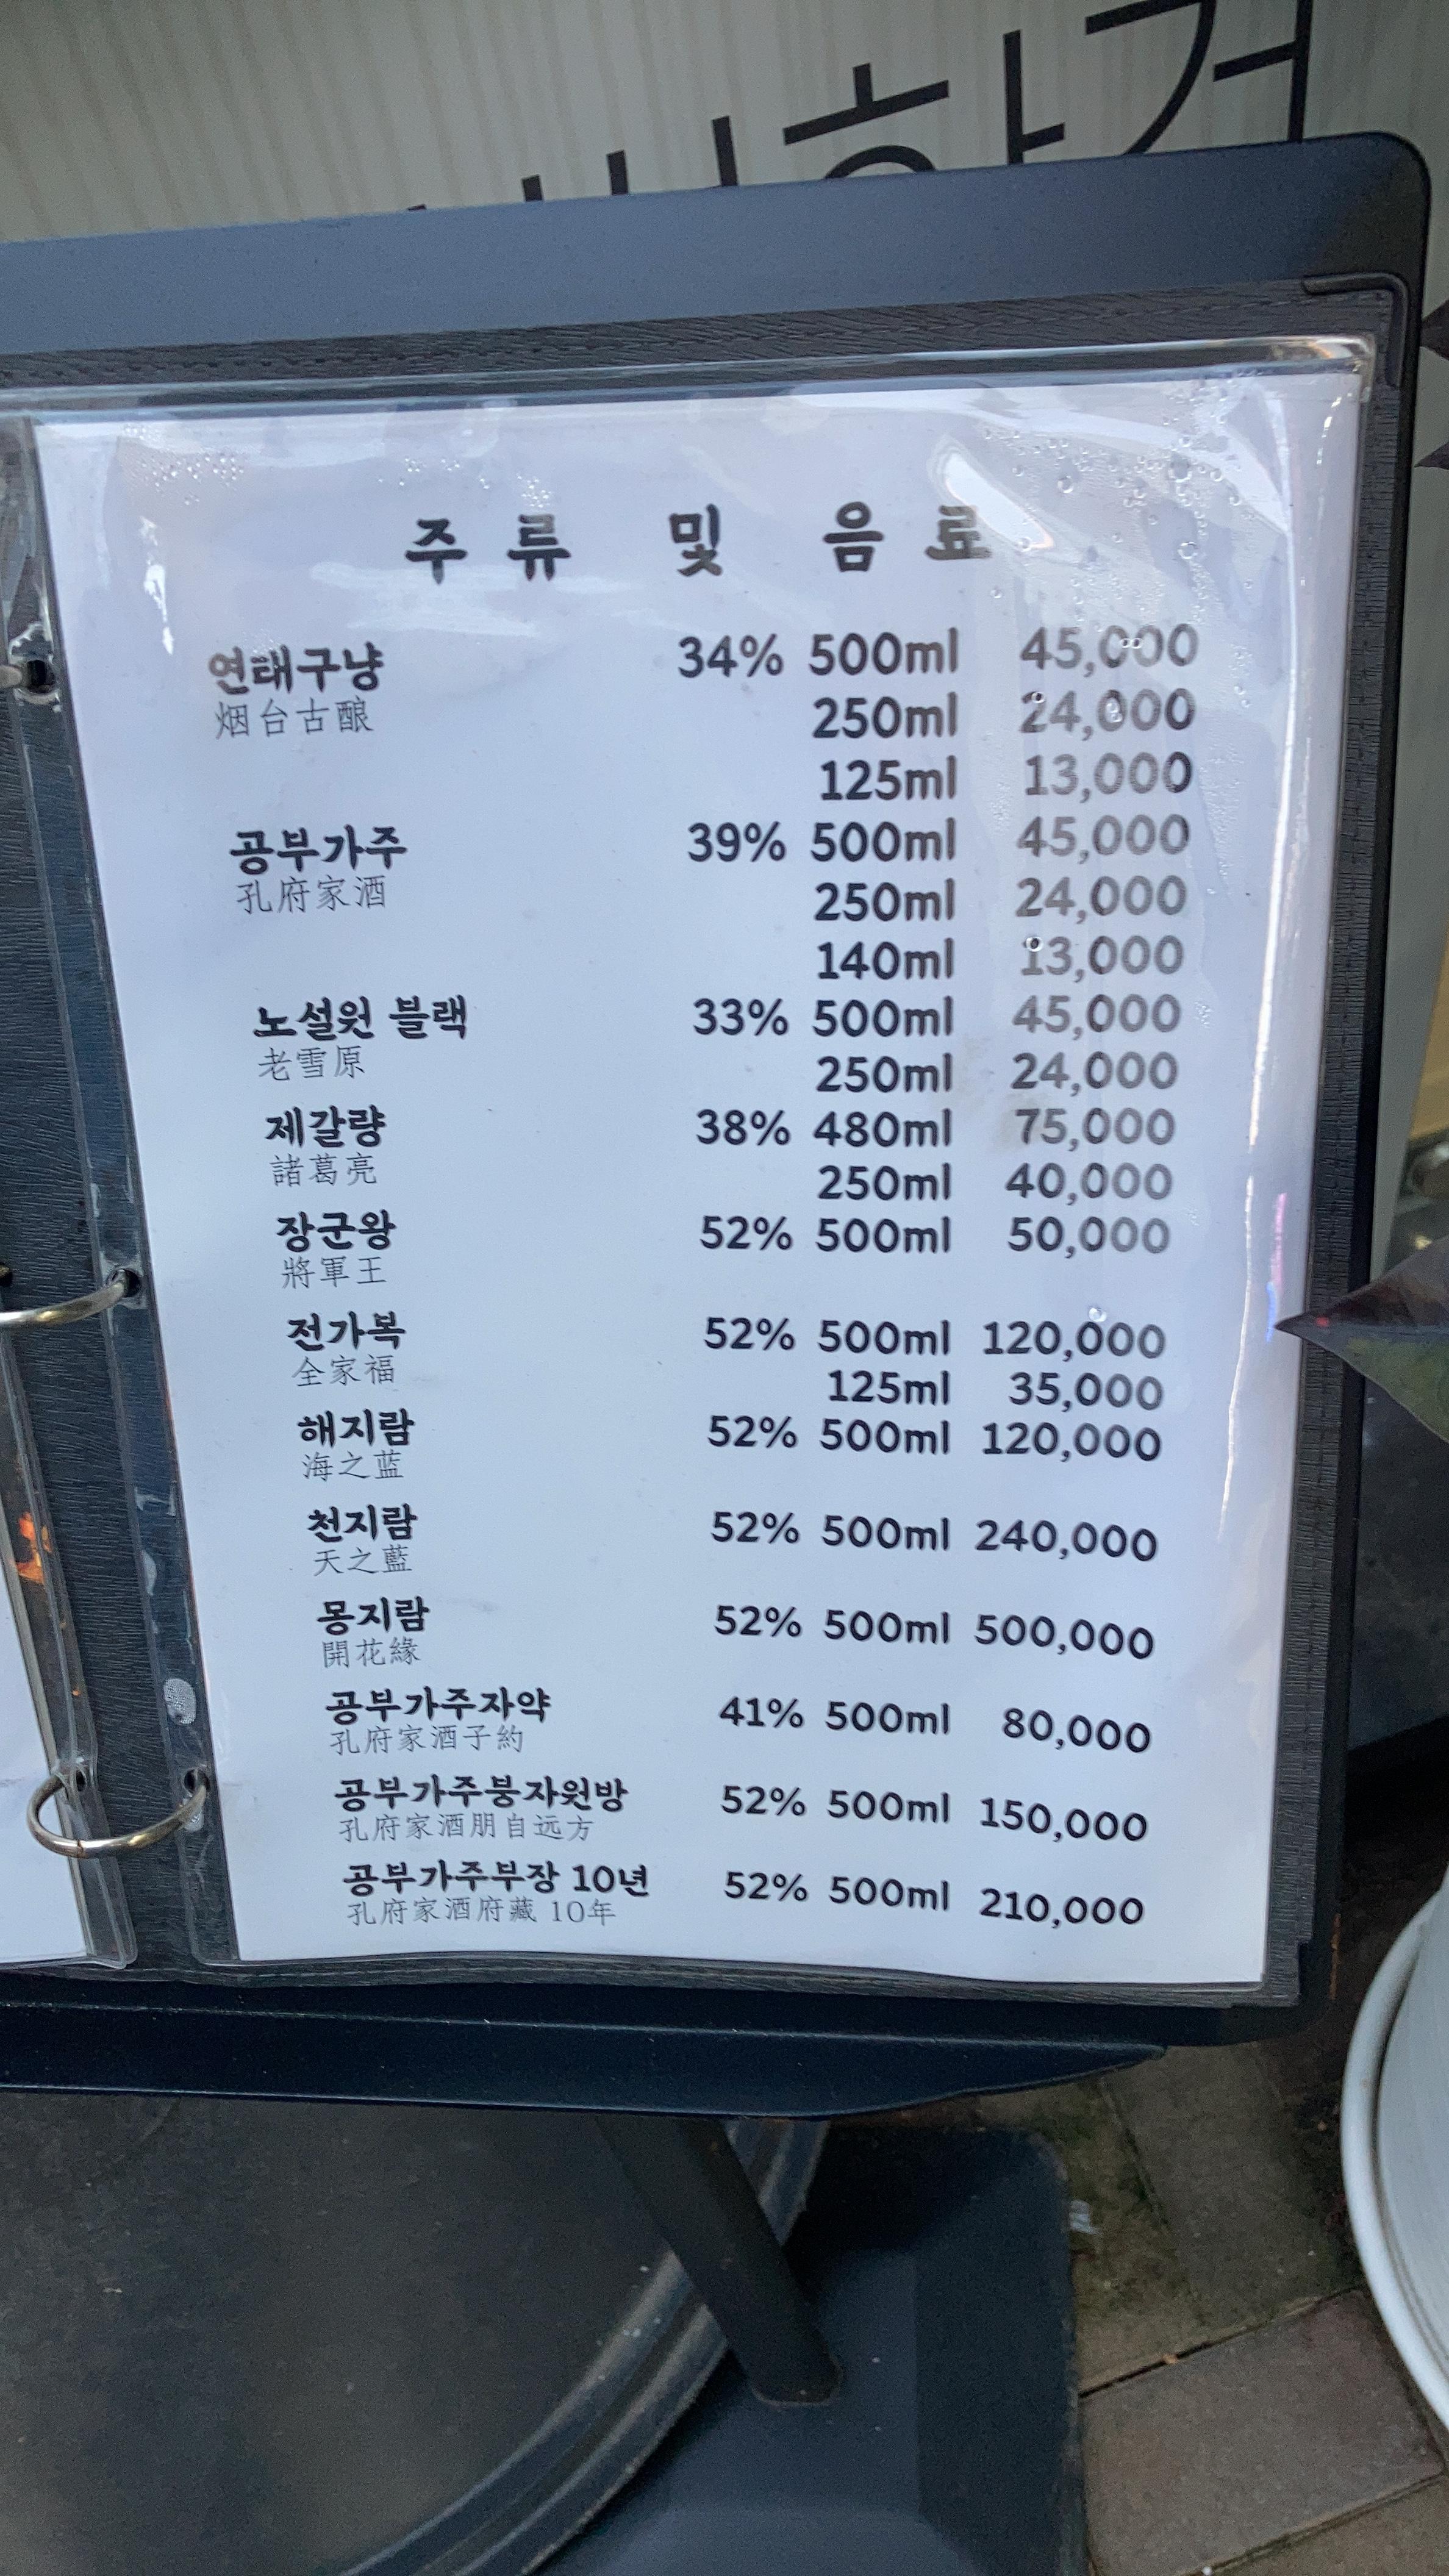 주류 및 음료
연태구냥 34% 500ml 45,000
烟台古酿 250ml 24,000
125ml 13,000
공부가주 39% 500ml 45,000
孔府家酒 250ml 24,000
140ml 13,000
노설원 블랙 33% 500ml 45,000
老雪原 250ml 24,000
제갈량 38% 480ml 75,000
諸葛亮 250ml 40,000
장군왕 52% 500ml 50,000
將軍王
전가복 52% 500ml 120,000
全家福 125ml 35,000
해지람 52% 500ml 120,000
海之蓝
천지람 52% 500ml 240,000
天之藍
몽지람 52% 500ml 500,000
開花緣
공부가주자약 41% 500ml 80,000
孔府家酒子約
공부가주붕자원방 52% 500ml 150,000
孔府家酒朋自远方
공부가주부장 10년 52% 500ml 210,000
孔府家酒府藏 10年